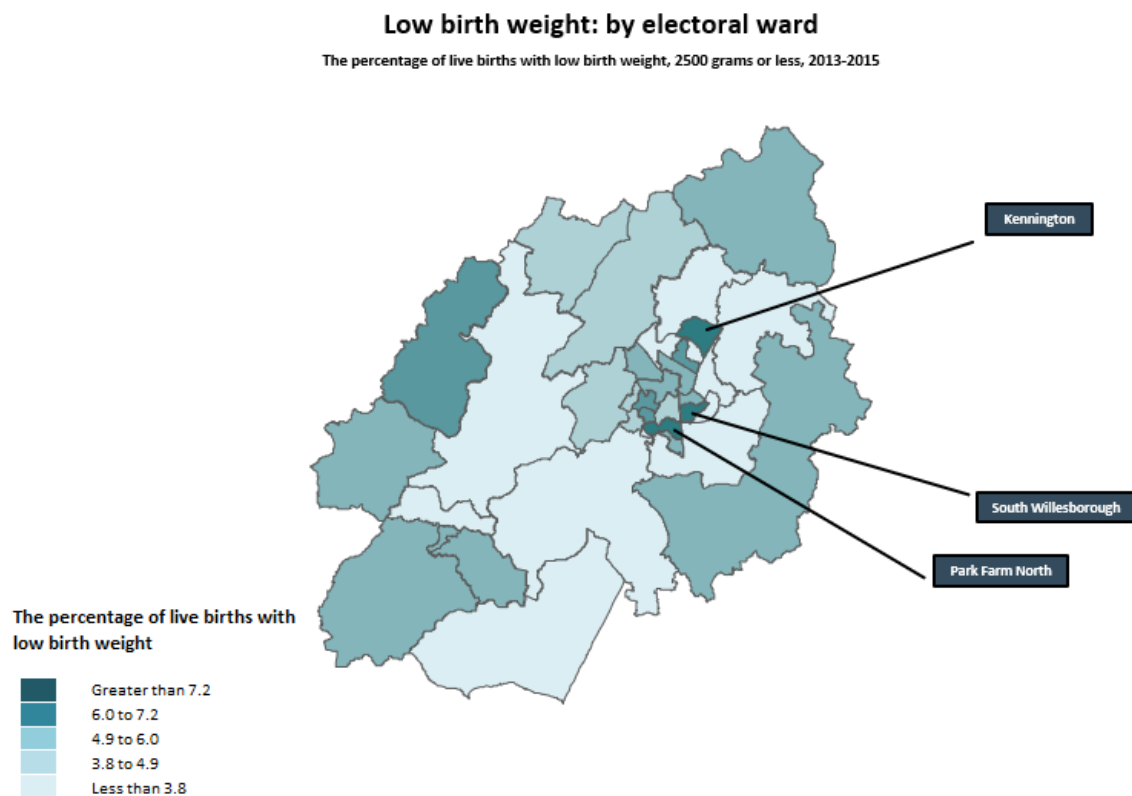 Low birth weight: by electoral ward
The percentage of live births with low birth weight, 2500 grams or less, 2013-2015
Kennington
South Willesborough
Park Farm North
The percentage of live births with
low birth weight
Greater than 7.2
6.0 to 7.2
4.9 to 6.0
3.8 to 4.9
Less than 3.8